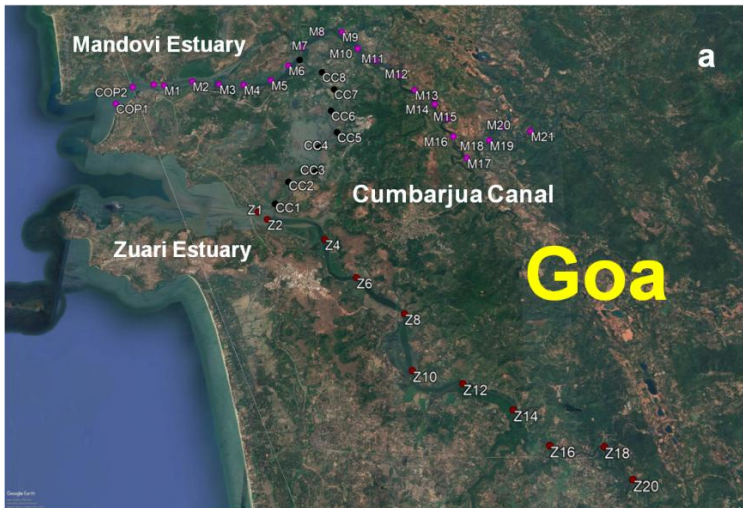 Mandovi Estuary
a
M8
M9
M7
M10
M11
M6
CC8
M12
COP2
M1
M2
M3
M4
M5
CC7
M13
COP1
CC6
M14
M15
CC5
M16
M20
M21
CC4
M18
M19
M17
CC3
CC2
Cumbarjua Canal
CC1
Z1
Z2
Zuari Estuary
Z4
Goa
Z6
Z8
Z10
Z12
Z14
Z16
Z18
Z20
Google Earth